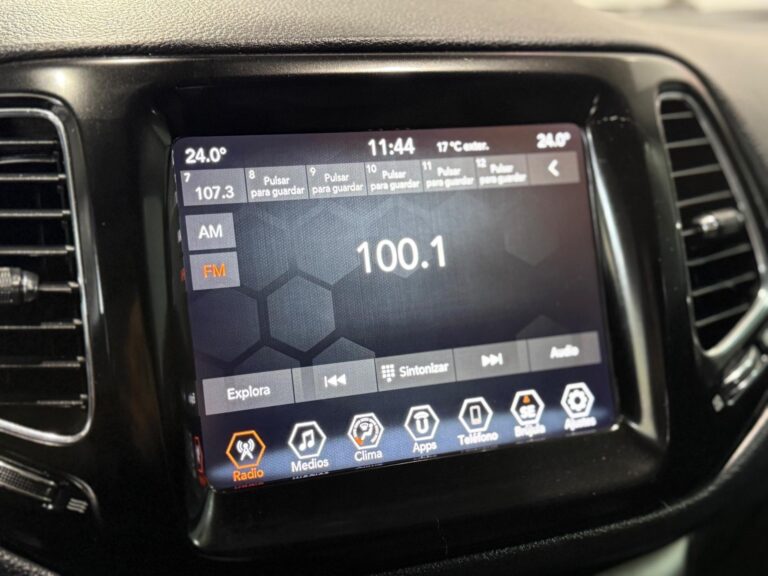 24.0° 11:44 17 °C exter. 24.0°
7 8 Pulsar 9 Pulsar 10 Pulsar 11 Pulsar 12 Pulsar
107.3 para guardar para guardar para guardar para guardar para guardar
AM
100.1
FM
Explora Sintonizar Audio
SE
Radio Medios Clima Apps Teléfono Brújula Ajustes